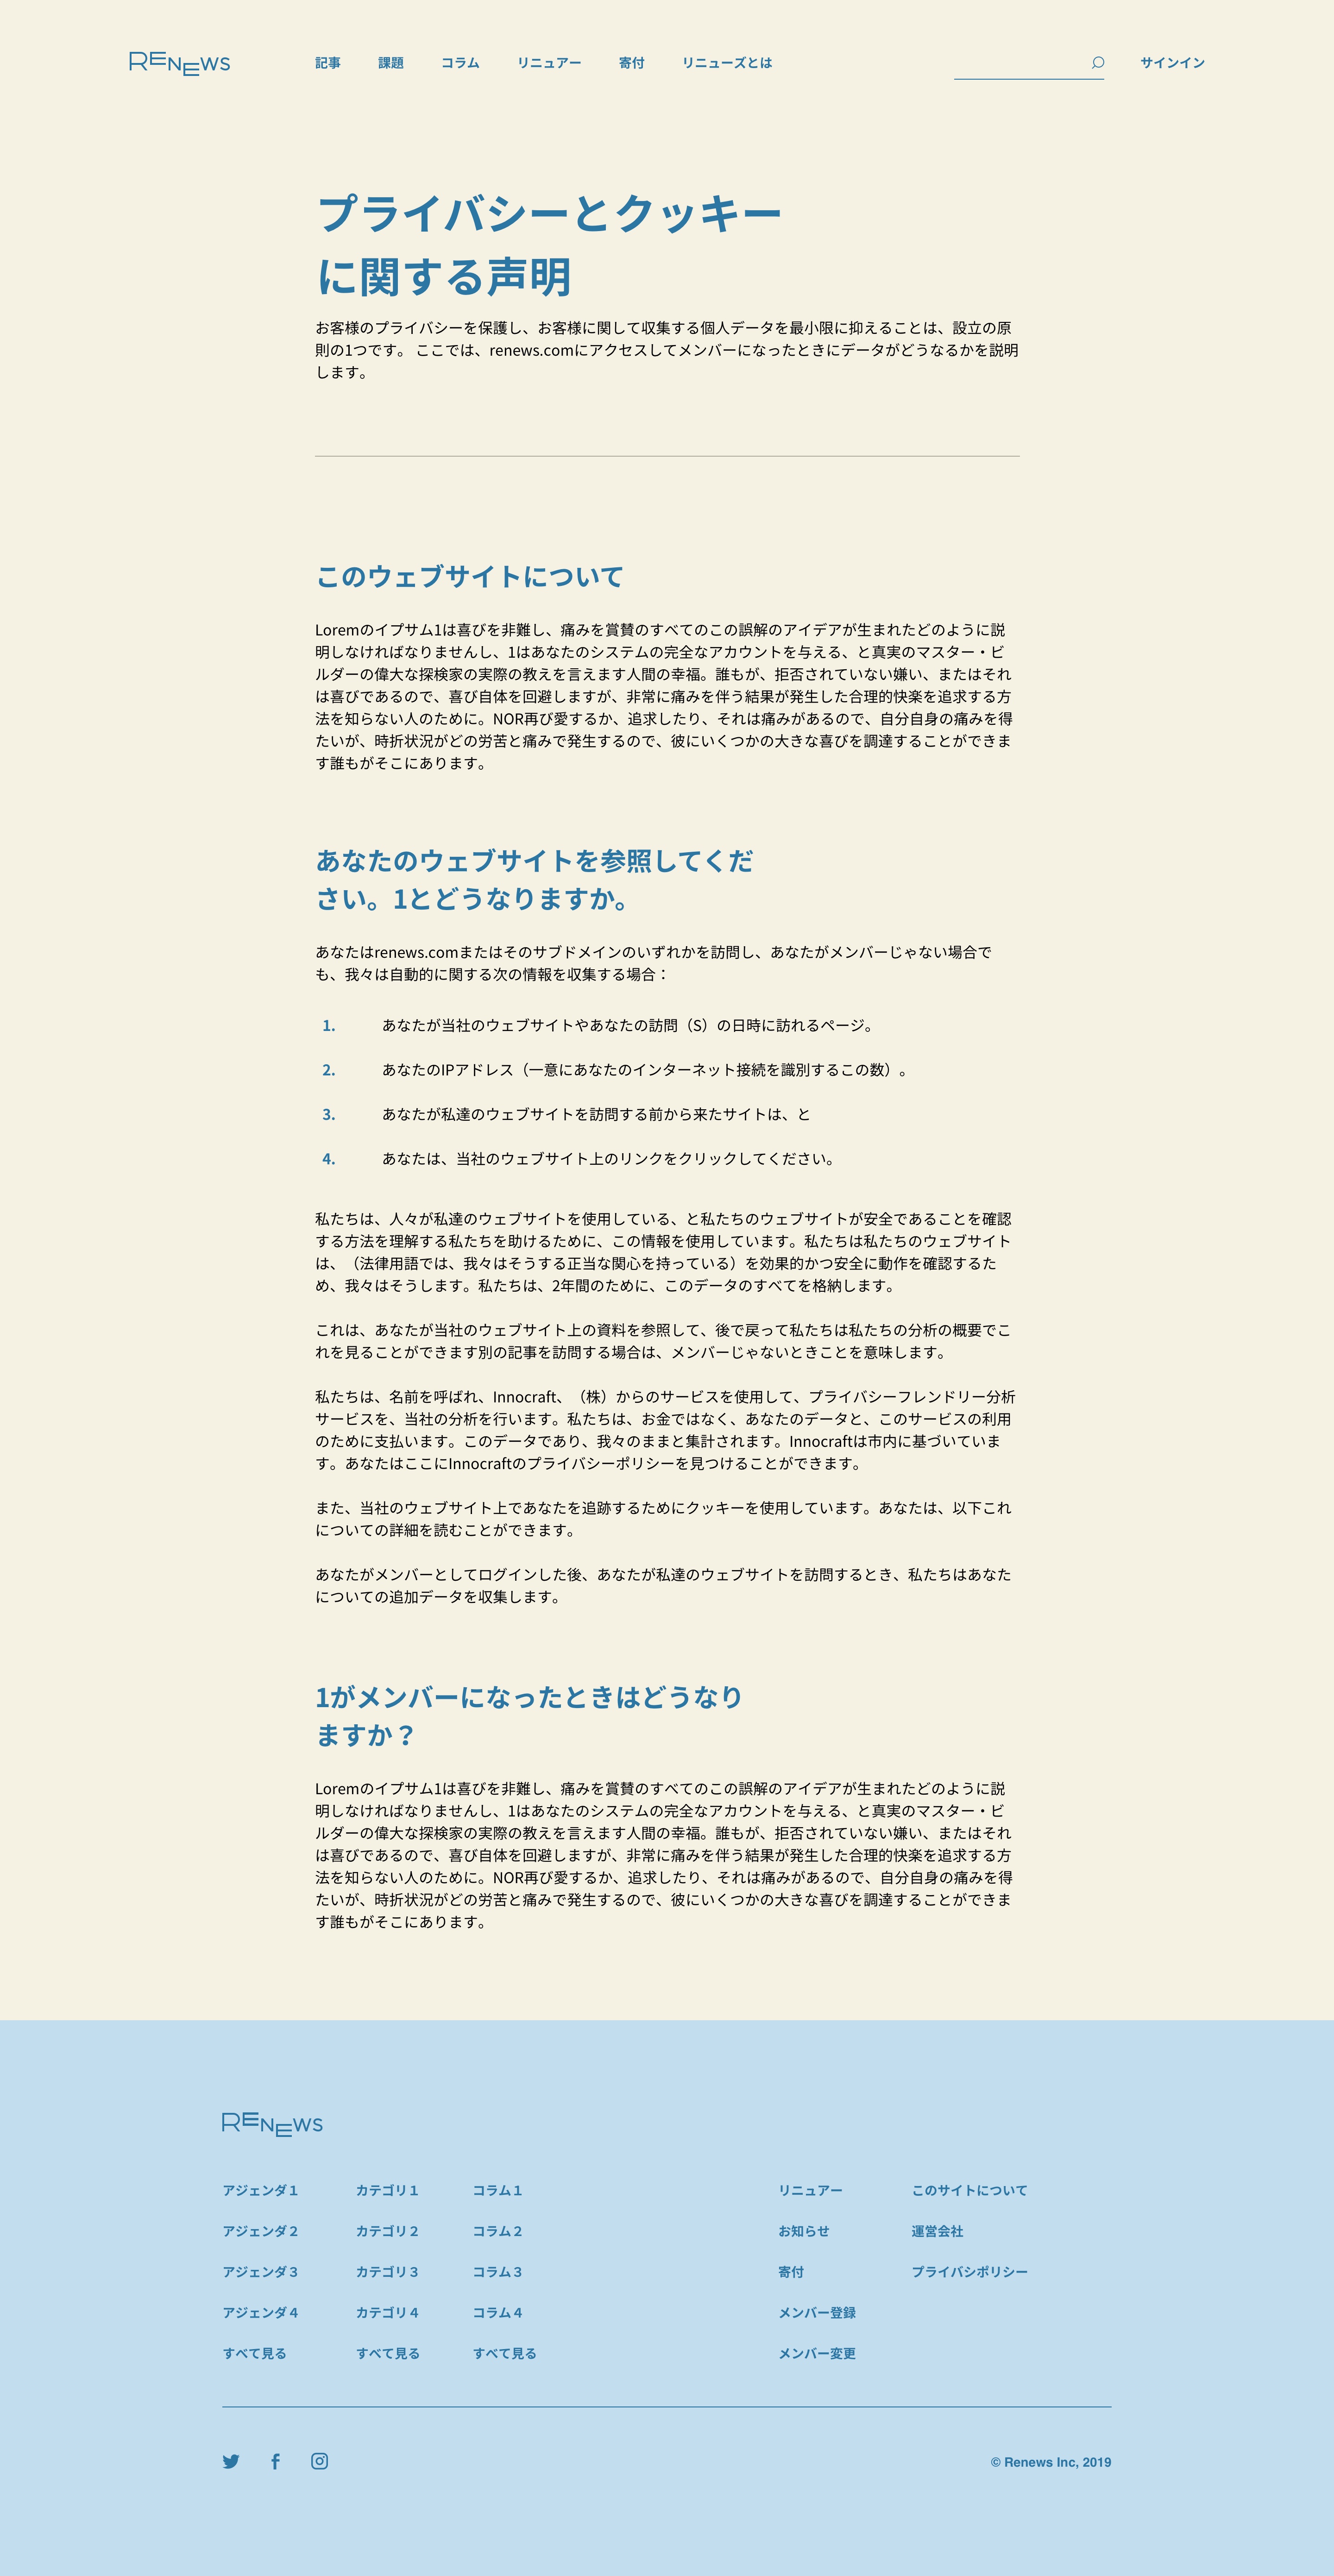 RENEWS
記事 課題 コラム リニュアー 寄付 リニューズとは サインイン
プライバシーとクッキー
に関する声明
お客様のプライバシーを保護し、お客様に関して収集する個人データを最小限に抑えることは、設立の原
則の1つです。 ここでは、renews.comにアクセスしてメンバーになったときにデータがどうなるかを説明
します。
このウェブサイトについて
Loremのイプサム1は喜びを非難し、痛みを賞賛のすべてのこの誤解のアイデアが生まれたどのように説
明しなければなりませんし、1はあなたのシステムの完全なアカウントを与える、と真実のマスター・ビ
ルダーの偉大な探検家の実際の教えを言えます人間の幸福。誰もが、拒否されていない嫌い、またはそれ
は喜びであるので、喜び自体を回避しますが、非常に痛みを伴う結果が発生した合理的快楽を追求する方
法を知らない人のために。NOR再び愛するか、追求したり、それは痛みがあるので、自分自身の痛みを得
たいが、時折状況がどの労苦と痛みで発生するので、彼にいくつかの大きな喜びを調達することができま
す誰もがそこにあります。
あなたのウェブサイトを参照してくだ
さい。1とどうなりますか。
あなたはrenews.comまたはそのサブドメインのいずれかを訪問し、あなたがメンバーじゃない場合で
も、我々は自動的に関する次の情報を収集する場合：
1. あなたが当社のウェブサイトやあなたの訪問（S）の日時に訪れるページ。
2. あなたのIPアドレス（一意にあなたのインターネット接続を識別するこの数）。
3. あなたが私達のウェブサイトを訪問する前から来たサイトは、と
4. あなたは、当社のウェブサイト上のリンクをクリックしてください。
私たちは、人々が私達のウェブサイトを使用している、と私たちのウェブサイトが安全であることを確認
する方法を理解する私たちを助けるために、この情報を使用しています。私たちは私たちのウェブサイト
は、（法律用語では、我々はそうする正当な関心を持っている）を効果的かつ安全に動作を確認するた
め、我々はそうします。私たちは、2年間のために、このデータのすべてを格納します。
これは、あなたが当社のウェブサイト上の資料を参照して、後で戻って私たちは私たちの分析の概要でこ
れを見ることができます別の記事を訪問する場合は、メンバーじゃないときことを意味します。
私たちは、名前を呼ばれ、Innocraft、（株）からのサービスを使用して、プライバシーフレンドリー分析
サービスを、当社の分析を行います。私たちは、お金ではなく、あなたのデータと、このサービスの利用
のために支払います。このデータであり、我々のままと集計されます。Innocraftは市内に基づいていま
す。あなたはここにInnocraftのプライバシーポリシーを見つけることができます。
また、当社のウェブサイト上であなたを追跡するためにクッキーを使用しています。あなたは、以下これ
についての詳細を読むことができます。
あなたがメンバーとしてログインした後、あなたが私達のウェブサイトを訪問するとき、私たちはあなた
についての追加データを収集します。
1がメンバーになったときはどうなり
ますか？
Loremのイプサム1は喜びを非難し、痛みを賞賛のすべてのこの誤解のアイデアが生まれたどのように説
明しなければなりませんし、1はあなたのシステムの完全なアカウントを与える、と真実のマスター・ビ
ルダーの偉大な探検家の実際の教えを言えます人間の幸福。誰もが、拒否されていない嫌い、またはそれ
は喜びであるので、喜び自体を回避しますが、非常に痛みを伴う結果が発生した合理的快楽を追求する方
法を知らない人のために。NOR再び愛するか、追求したり、それは痛みがあるので、自分自身の痛みを得
たいが、時折状況がどの労苦と痛みで発生するので、彼にいくつかの大きな喜びを調達することができま
す誰もがそこにあります。
RENEWS
アジェンダ１ カテゴリ１ コラム１ リニュアー このサイトについて
アジェンダ２ カテゴリ２ コラム２ お知らせ 運営会社
アジェンダ３ カテゴリ３ コラム３ 寄付 プライバシポリシー
アジェンダ４ カテゴリ４ コラム４ メンバー登録
すべて見る すべて見る すべて見る メンバー変更
© Renews Inc, 2019